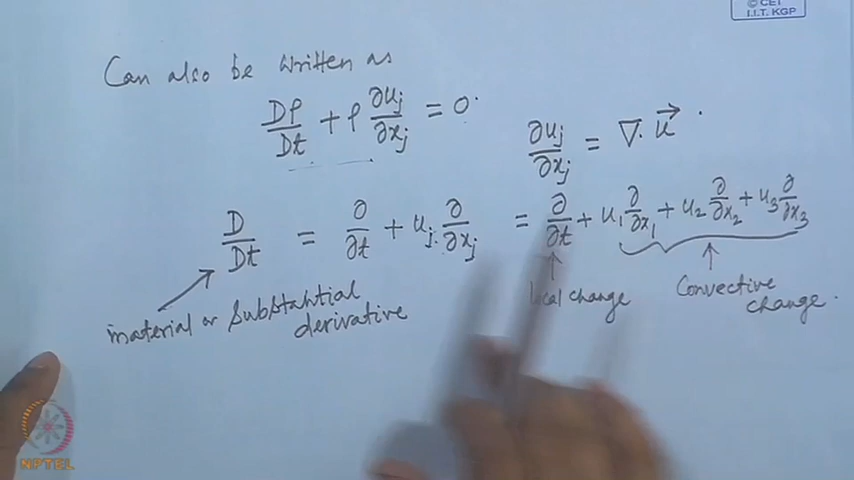 © CET
I.I.T. KGP
Can also be written as
Dρ/Dt + ρ ∂uj/∂xj = 0.
∂uj/∂xj = ∇. u⃗ .
D/Dt = ∂/∂t + uj ∂/∂xj = ∂/∂t + u1 ∂/∂x1 + u2 ∂/∂x2 + u3 ∂/∂x3
material or Substantial
derivative
change
Convective
change.
NPTEL